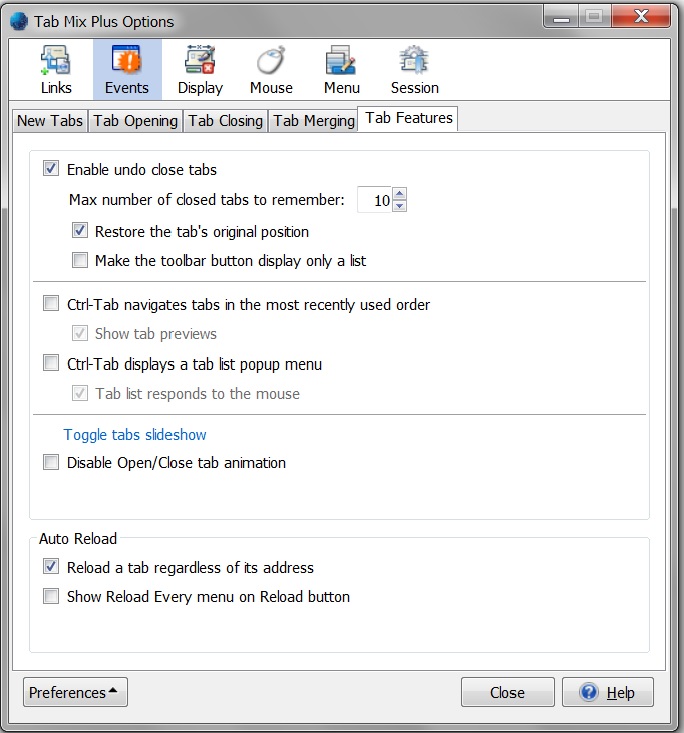 Tab Mix Plus Options
Links Events Display Mouse Menu Session
New Tabs Tab Opening Tab Closing Tab Merging Tab Features
Enable undo close tabs
Max number of closed tabs to remember: 10
Restore the tab's original position
Make the toolbar button display only a list
Ctrl-Tab navigates tabs in the most recently used order
Show tab previews
Ctrl-Tab displays a tab list popup menu
Tab list responds to the mouse
Toggle tabs slideshow
Disable Open/Close tab animation
Auto Reload
Reload a tab regardless of its address
Show Reload Every menu on Reload button
Preferences Close Help